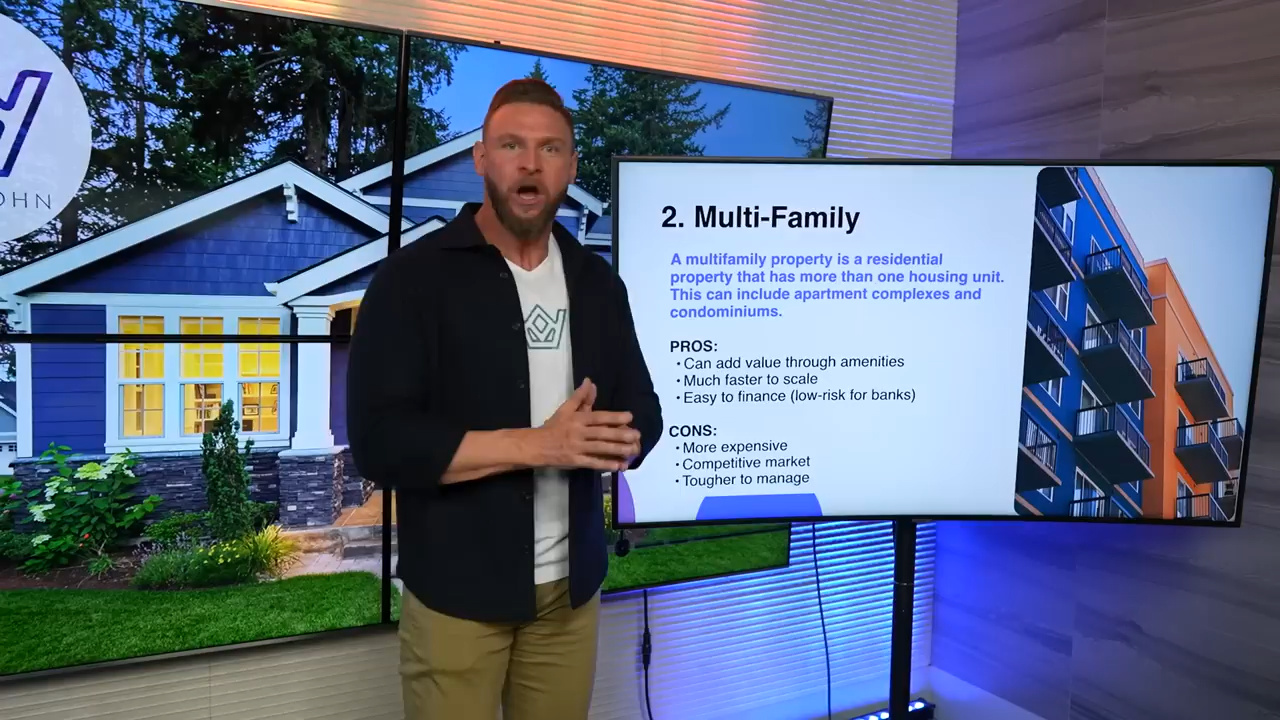 OHN
2. Multi-Family
A multifamily property is a residential
property that has more than one housing unit.
This can include apartment complexes and
condominiums.
PROS:
• Can add value through amenities
• Much faster to scale
• Easy to finance (low-risk for banks)
CONS:
• More expensive
• Competitive market
• Tougher to manage